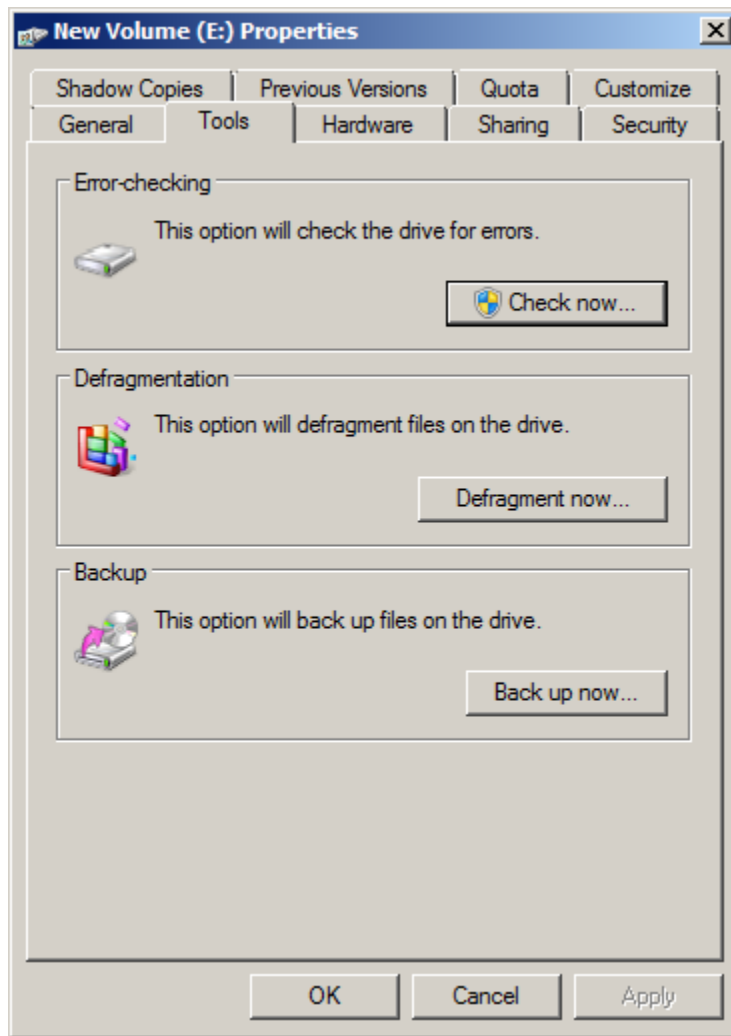 New Volume (E:) Properties
Shadow Copies Previous Versions Quota Customize
General Tools Hardware Sharing Security
Error-checking
This option will check the drive for errors.
Check now...
Defragmentation
This option will defragment files on the drive.
Defragment now...
Backup
This option will back up files on the drive.
Back up now...
OK Cancel Apply